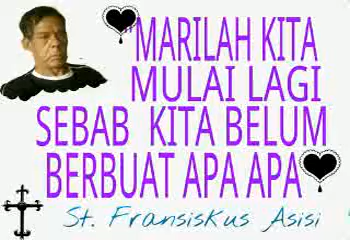 "MARILAH KITA
MULAI LAGI
SEBAB KITA BELUM
BERBUAT APA APA"
St. Fransiskus Asisi